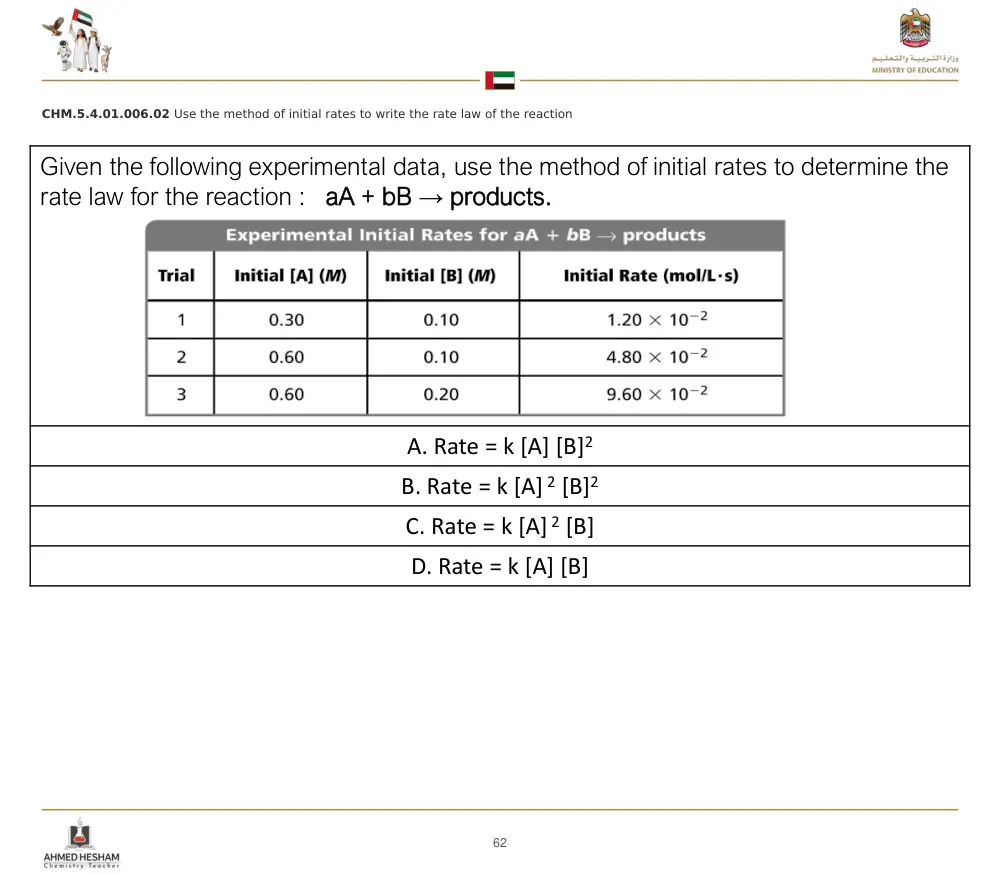 وزارة التربية والتعليم
MINISTRY OF EDUCATION
CHM.5.4.01.006.02 Use the method of initial rates to write the rate law of the reaction
Given the following experimental data, use the method of initial rates to determine the
rate law for the reaction : aA + bB → products.
Experimental Initial Rates for aA + bB → products
Trial Initial [A] (M) Initial [B] (M) Initial Rate (mol/L·s)
1 0.30 0.10 1.20 × 10⁻²
2 0.60 0.10 4.80 × 10⁻²
3 0.60 0.20 9.60 × 10⁻²
A. Rate = k [A] [B]²
B. Rate = k [A] ² [B]²
C. Rate = k [A] ² [B]
D. Rate = k [A] [B]
AHMED HESHAM
Chemistry Teacher
62